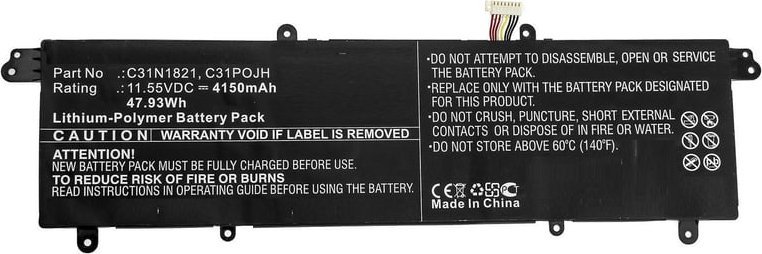 Part No :C31N1821, C31POJH
Rating :11.55VDC ⎓ 4150mAh
47.93Wh
Lithium-Polymer Battery Pack
CAUTION: WARRANTY VOID IF LABEL IS REMOVED
ATTENTION!
NEW BATTERY PACK MUST BE FULLY CHARGED BEFORE USE
TO REDUCE RISK OF FIRE OR BURNS
READ INSTRUCTIONS IN OPERATING GUIDE BEFORE USING THE BATTERY.
•DO NOT ATTEMPT TO DISASSEMBLE, OPEN OR SERVICE
THE BATTERY PACK.
•REPLACE ONLY WITH THE BATTERY PACK DESIGNATED
FOR THIS PRODUCT.
•DO NOT CRUSH, PUNCTURE, SHORT EXTERNAL
CONTACTS OR DISPOSE OF IN FIRE OR WATER.
•DO NOT STORE ABOVE 60°C (140°F).
CE
Made In China